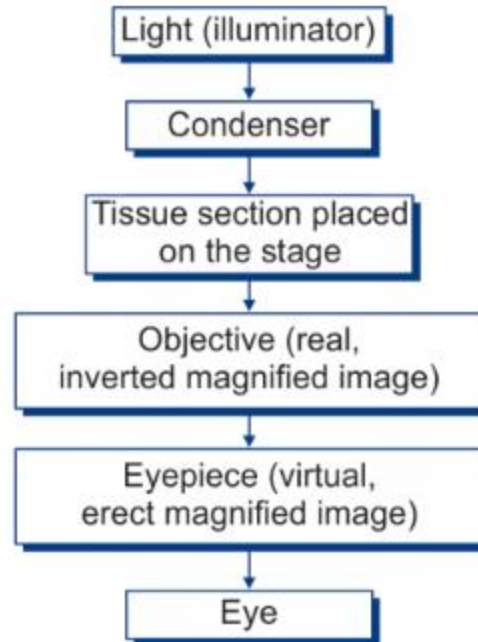 Light (illuminator)
Condenser
Tissue section placed
on the stage
Objective (real,
inverted magnified image)
Eyepiece (virtual,
erect magnified image)
Eye